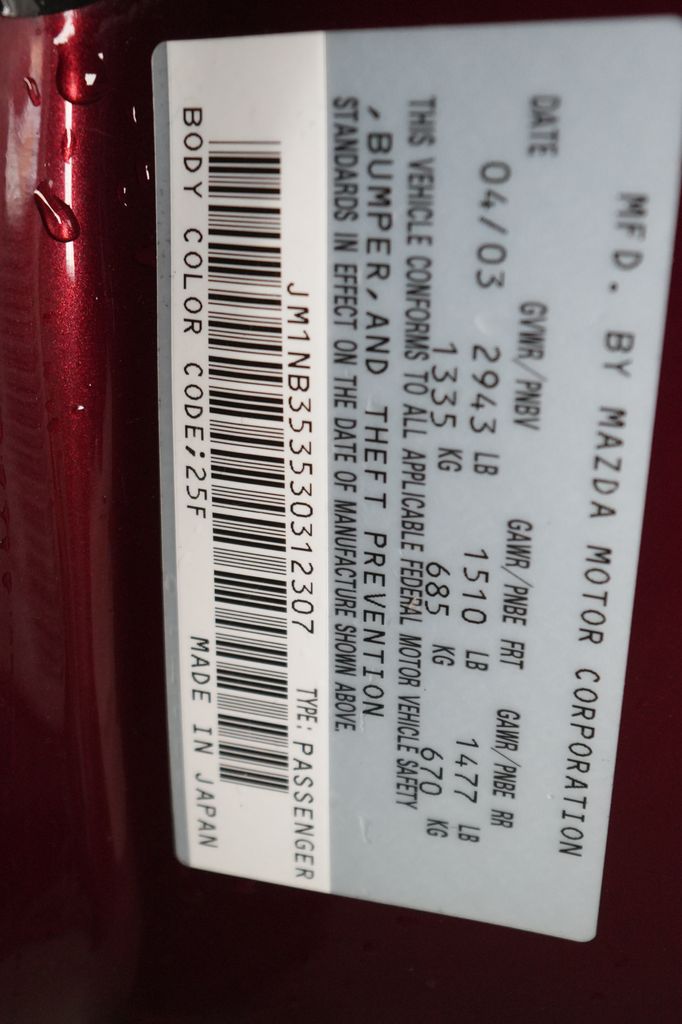 MFD. BY MAZDA MOTOR CORPORATION
DATE GVWR/PNBV GAWR/PNBE FRT GAWR/PNBE RR
04/03 2943 LB 1510 LB 1477 LB
1335 KG 685 KG 670 KG
THIS VEHICLE CONFORMS TO ALL APPLICABLE FEDERAL MOTOR VEHICLE SAFETY
, BUMPER, AND THEFT PREVENTION
STANDARDS IN EFFECT ON THE DATE OF MANUFACTURE SHOWN ABOVE
JM1NB353530312307 TYPE: PASSENGER
BODY COLOR CODE;25F MADE IN JAPAN